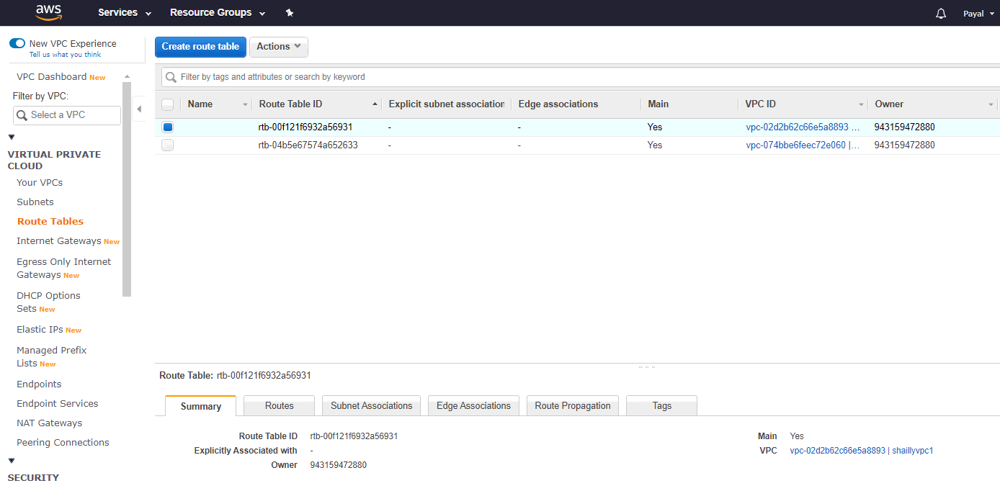 aws Services Resource Groups Payal
New VPC Experience
Tell us what you think
VPC Dashboard New
Filter by VPC:
Select a VPC
VIRTUAL PRIVATE
CLOUD
Your VPCs
Subnets
Route Tables
Internet Gateways New
Egress Only Internet
Gateways New
DHCP Options
Sets New
Elastic IPs New
Managed Prefix
Lists New
Endpoints
Endpoint Services
NAT Gateways
Peering Connections
SECURITY
Create route table Actions
Filter by tags and attributes or search by keyword
Name Route Table ID Explicit subnet association Edge associations Main VPC ID Owner
rtb-00f121f6932a56931 - - Yes vpc-02d2b62c66e5a8893 ... 943159472880
rtb-04b5e67574a652633 - - Yes vpc-074bbe6feec72e060 |... 943159472880
Route Table: rtb-00f121f6932a56931
Summary Routes Subnet Associations Edge Associations Route Propagation Tags
Route Table ID rtb-00f121f6932a56931 Main Yes
Explicitly Associated with - VPC vpc-02d2b62c66e5a8893 | shaillyvpc1
Owner 943159472880